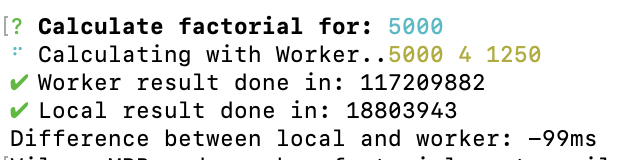 ? Calculate factorial for: 5000
⠋ Calculating with Worker..5000 4 1250
✔ Worker result done in: 117209882
✔ Local result done in: 18803943
Difference between local and worker: -99ms